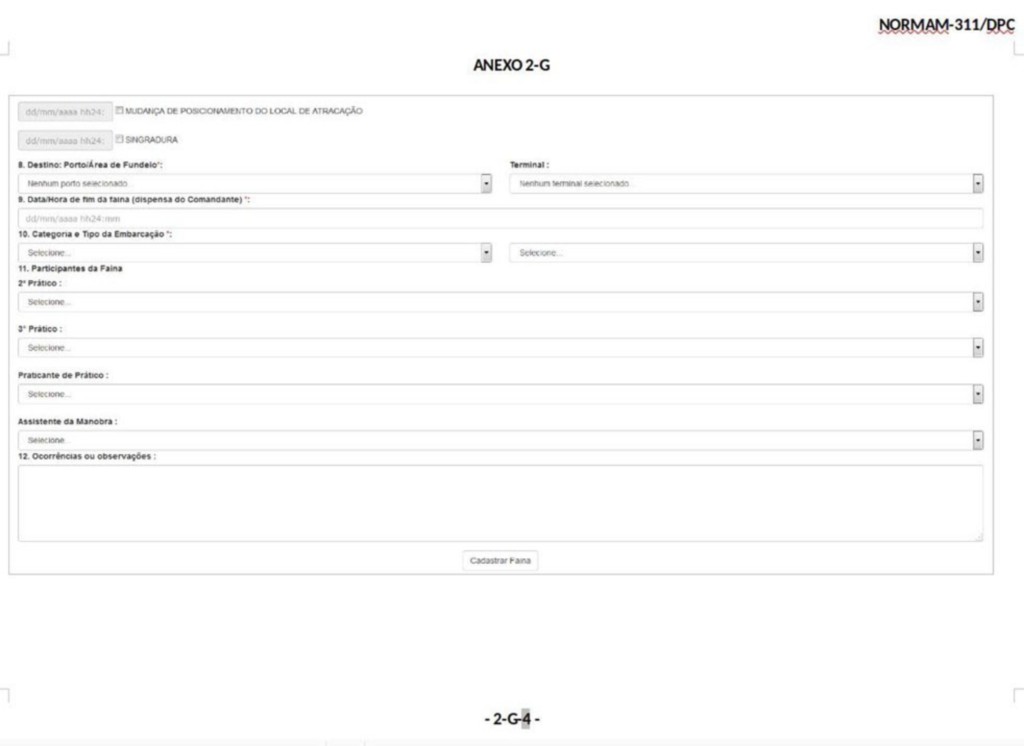 NORMAM-311/DPC
ANEXO 2-G
dd/mm/aaaa hh24: MUDANÇA DE POSICIONAMENTO DO LOCAL DE ATRACAÇÃO
dd/mm/aaaa hh24: SINGRADURA
8. Destino: Porto/Área de Fundeio*: Terminal :
Nenhum porto selecionado. Nenhum terminal selecionado...
9. Data/Hora de fim da faina (dispensa do Comandante) *:
dd/mm/aaaa hh24:mm
10. Categoria e Tipo da Embarcação *:
Selecione... Selecione...
11. Participantes da Faina
2º Prático :
Selecione...
3º Prático :
Selecione...
Praticante de Prático :
Selecione...
Assistente da Manobra :
Selecione...
12. Ocorrências ou observações :
Cadastrar Faina
- 2-G-4 -